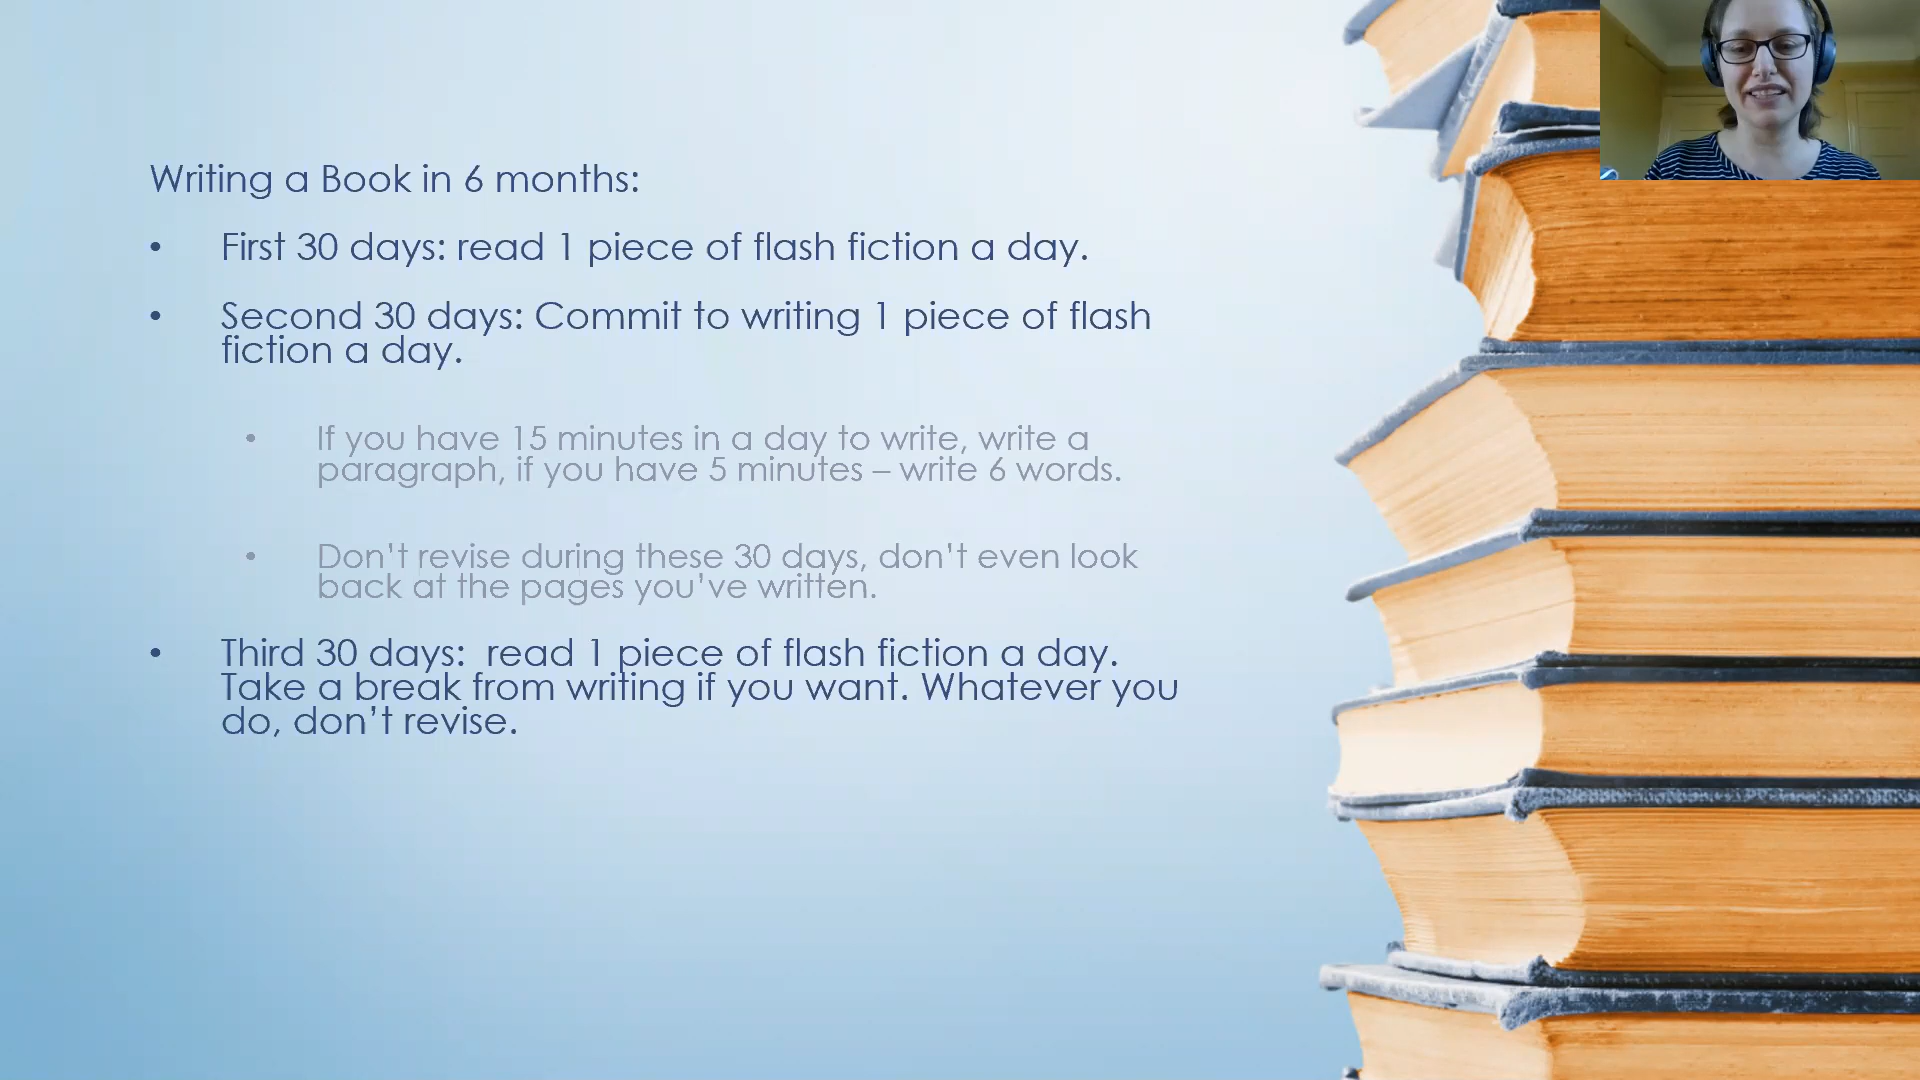 Writing a Book in 6 months:
• First 30 days: read 1 piece of flash fiction a day.
• Second 30 days: Commit to writing 1 piece of flash
fiction a day.
• If you have 15 minutes in a day to write, write a
paragraph, if you have 5 minutes – write 6 words.
• Don’t revise during these 30 days, don’t even look
back at the pages you’ve written.
• Third 30 days:  read 1 piece of flash fiction a day.
Take a break from writing if you want. Whatever you
do, don’t revise.